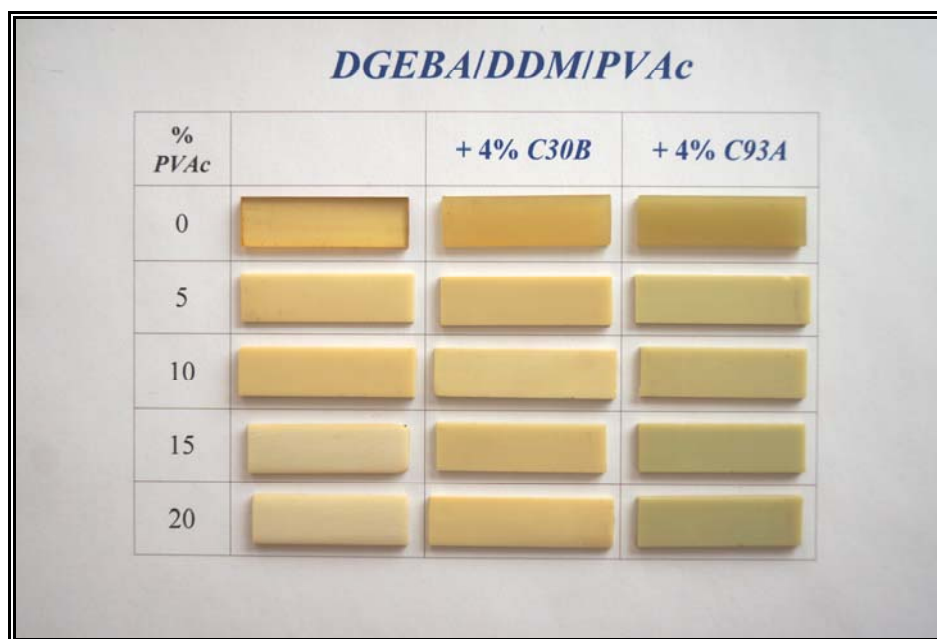 DGEBA/DDM/PVAc
%
PVAc
+ 4% C30B
+ 4% C93A
0
5
10
15
20